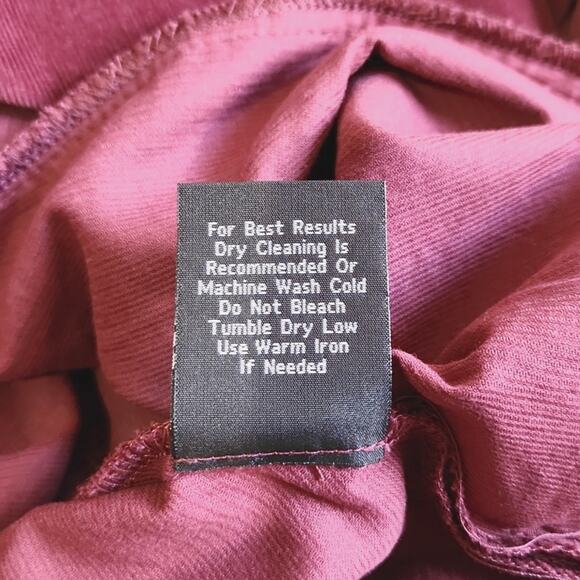 For Best Results
Dry Cleaning Is
Recommended Or
Machine Wash Cold
Do Not Bleach
Tumble Dry Low
Use Warm Iron
If Needed